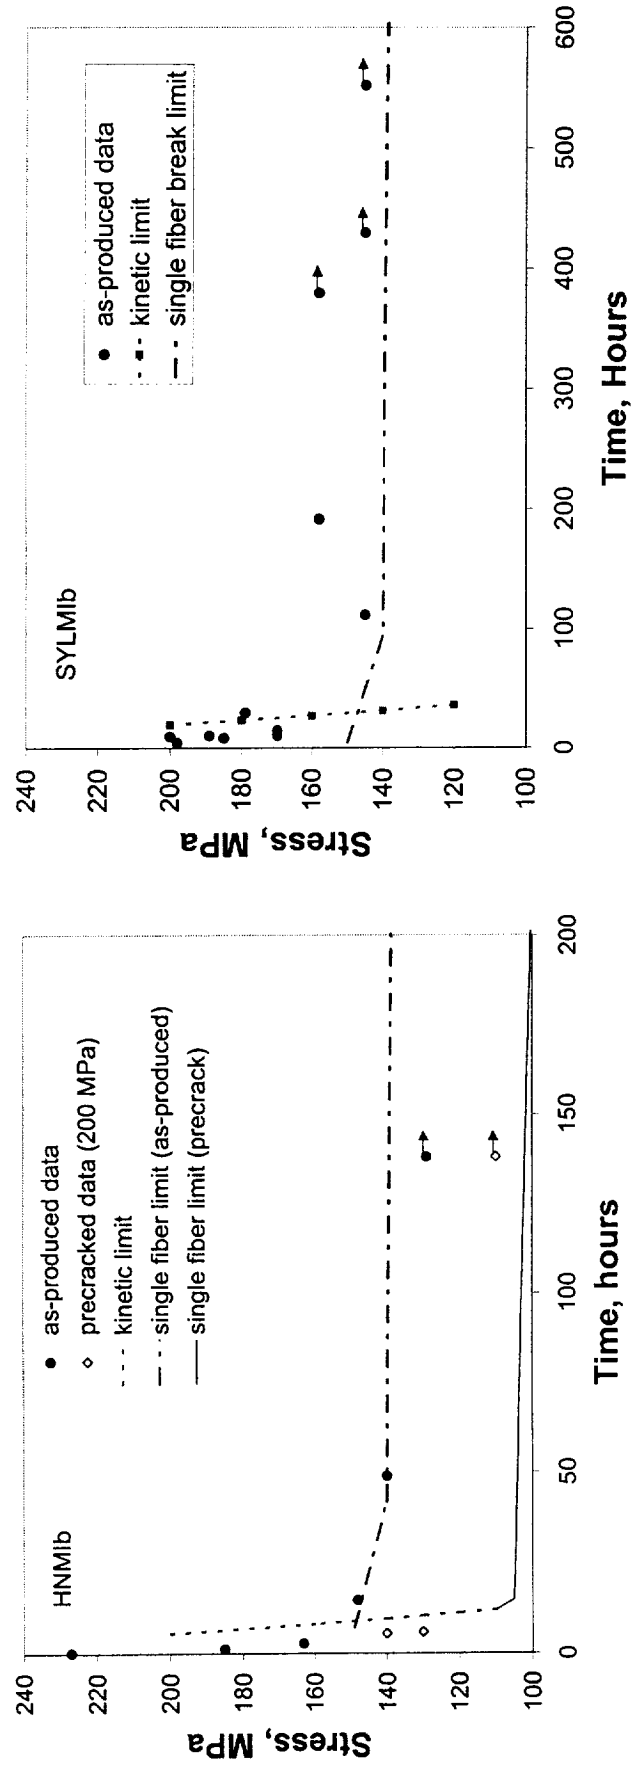 HNMIb
as-produced data
precracked data (200 MPa)
kinetic limit
single fiber limit (as-produced)
single fiber limit (precrack)
Stress, MPa
240
220
200
180
160
140
120
100
0
50
100
150
200
Time, hours
SYLMIb
as-produced data
kinetic limit
single fiber break limit
Stress, MPa
240
220
200
180
160
140
120
100
0
100
200
300
400
500
600
Time, Hours